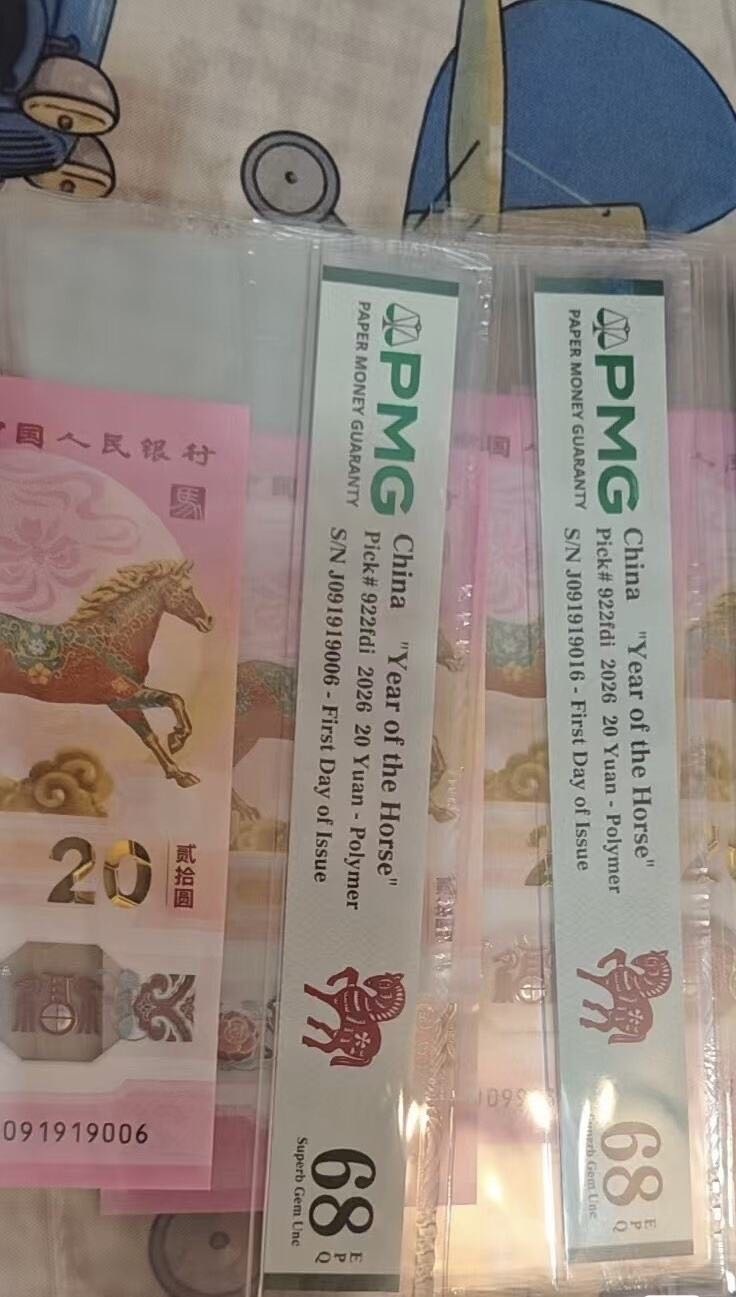 中国人民银行
馬
20
贰拾圆
091919006
PMG
PAPER MONEY GUARANTY
China "Year of the Horse"
Pick# 922fdi 2026 20 Yuan - Polymer
S/N J091919006 - First Day of Issue
68 EPQ
Superb Gem Unc
PMG
PAPER MONEY GUARANTY
China "Year of the Horse"
Pick# 922fdi 2026 20 Yuan - Polymer
S/N J091919016 - First Day of Issue
68 EPQ
Superb Gem Unc